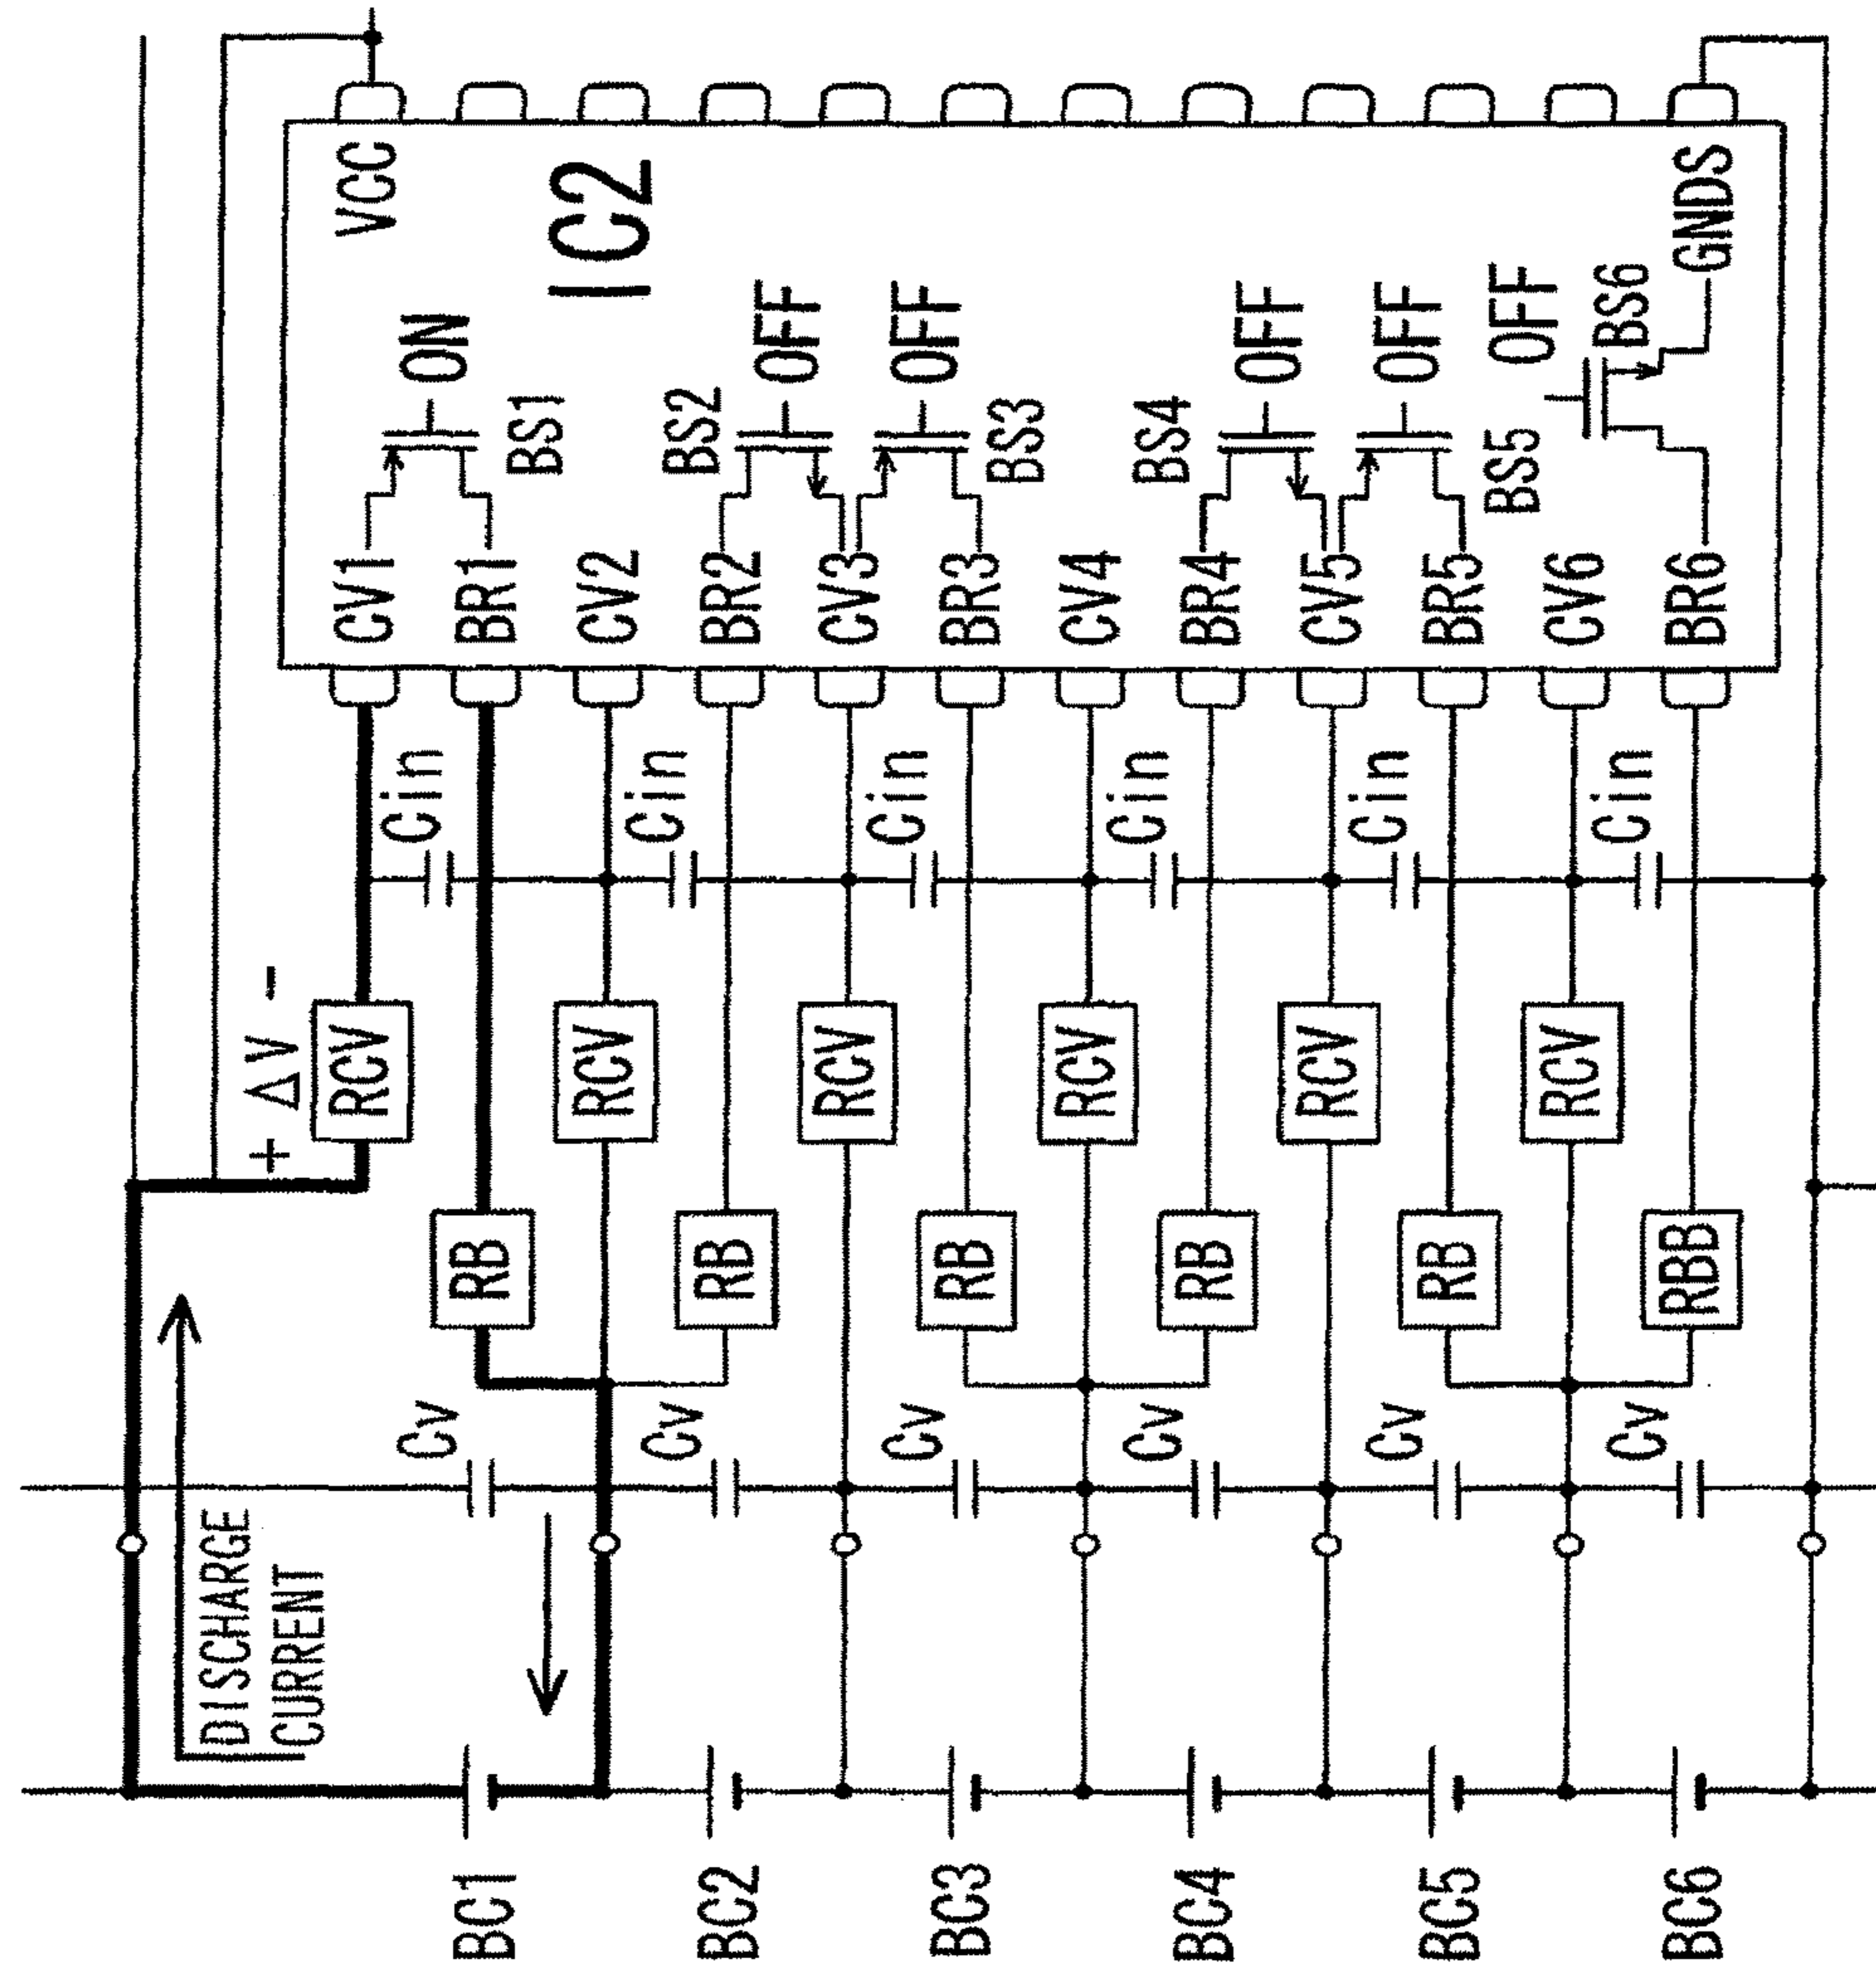 BC1
BC2
BC3
BC4
BC5
BC6
DISCHARGE
CURRENT
Cv
Cv
Cv
Cv
Cv
Cv
RB
RB
RB
RB
RB
RBB
+ ΔV -
RCV
RCV
RCV
RCV
RCV
RCV
Cin
Cin
Cin
Cin
Cin
Cin
CV1
BR1
CV2
BR2
CV3
BR3
CV4
BR4
CV5
BR5
CV6
BR6
BS1
BS2
BS3
BS4
BS5
BS6
ON
OFF
OFF
OFF
OFF
OFF
IC2
VCC
GNDS